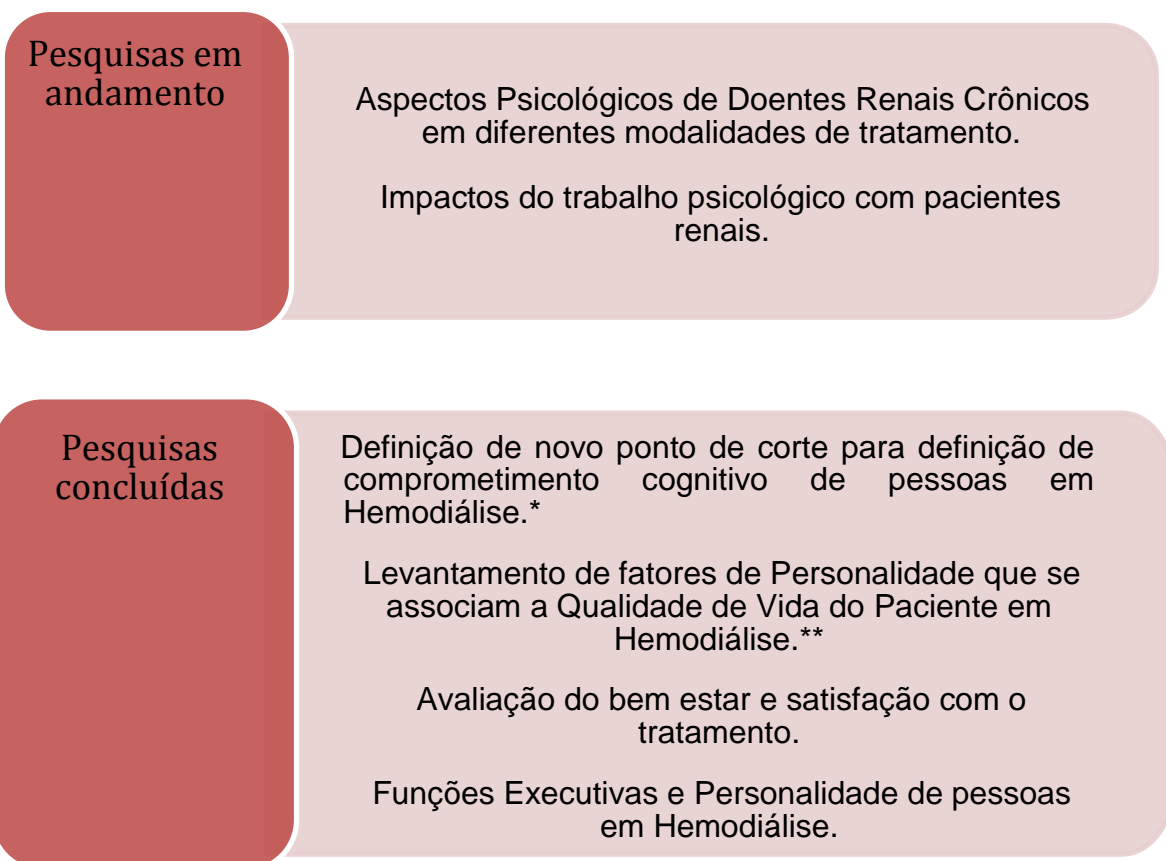 Pesquisas em
andamento
Aspectos Psicológicos de Doentes Renais Crônicos
em diferentes modalidades de tratamento.
Impactos do trabalho psicológico com pacientes
renais.
Pesquisas
concluídas
Definição de novo ponto de corte para definição de
comprometimento cognitivo de pessoas em
Hemodiálise.*
Levantamento de fatores de Personalidade que se
associam a Qualidade de Vida do Paciente em
Hemodiálise.**
Avaliação do bem estar e satisfação com o
tratamento.
Funções Executivas e Personalidade de pessoas
em Hemodiálise.